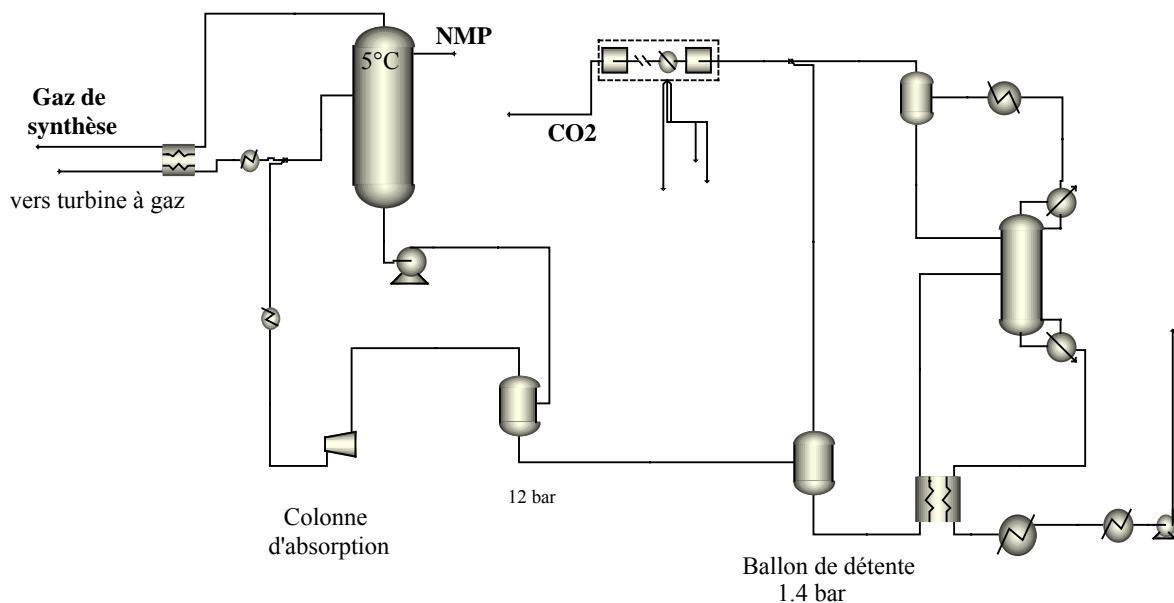 NMP
5°C
Gaz de
synthèse
CO2
vers turbine à gaz
12 bar
Colonne
d'absorption
Ballon de détente
1.4 bar